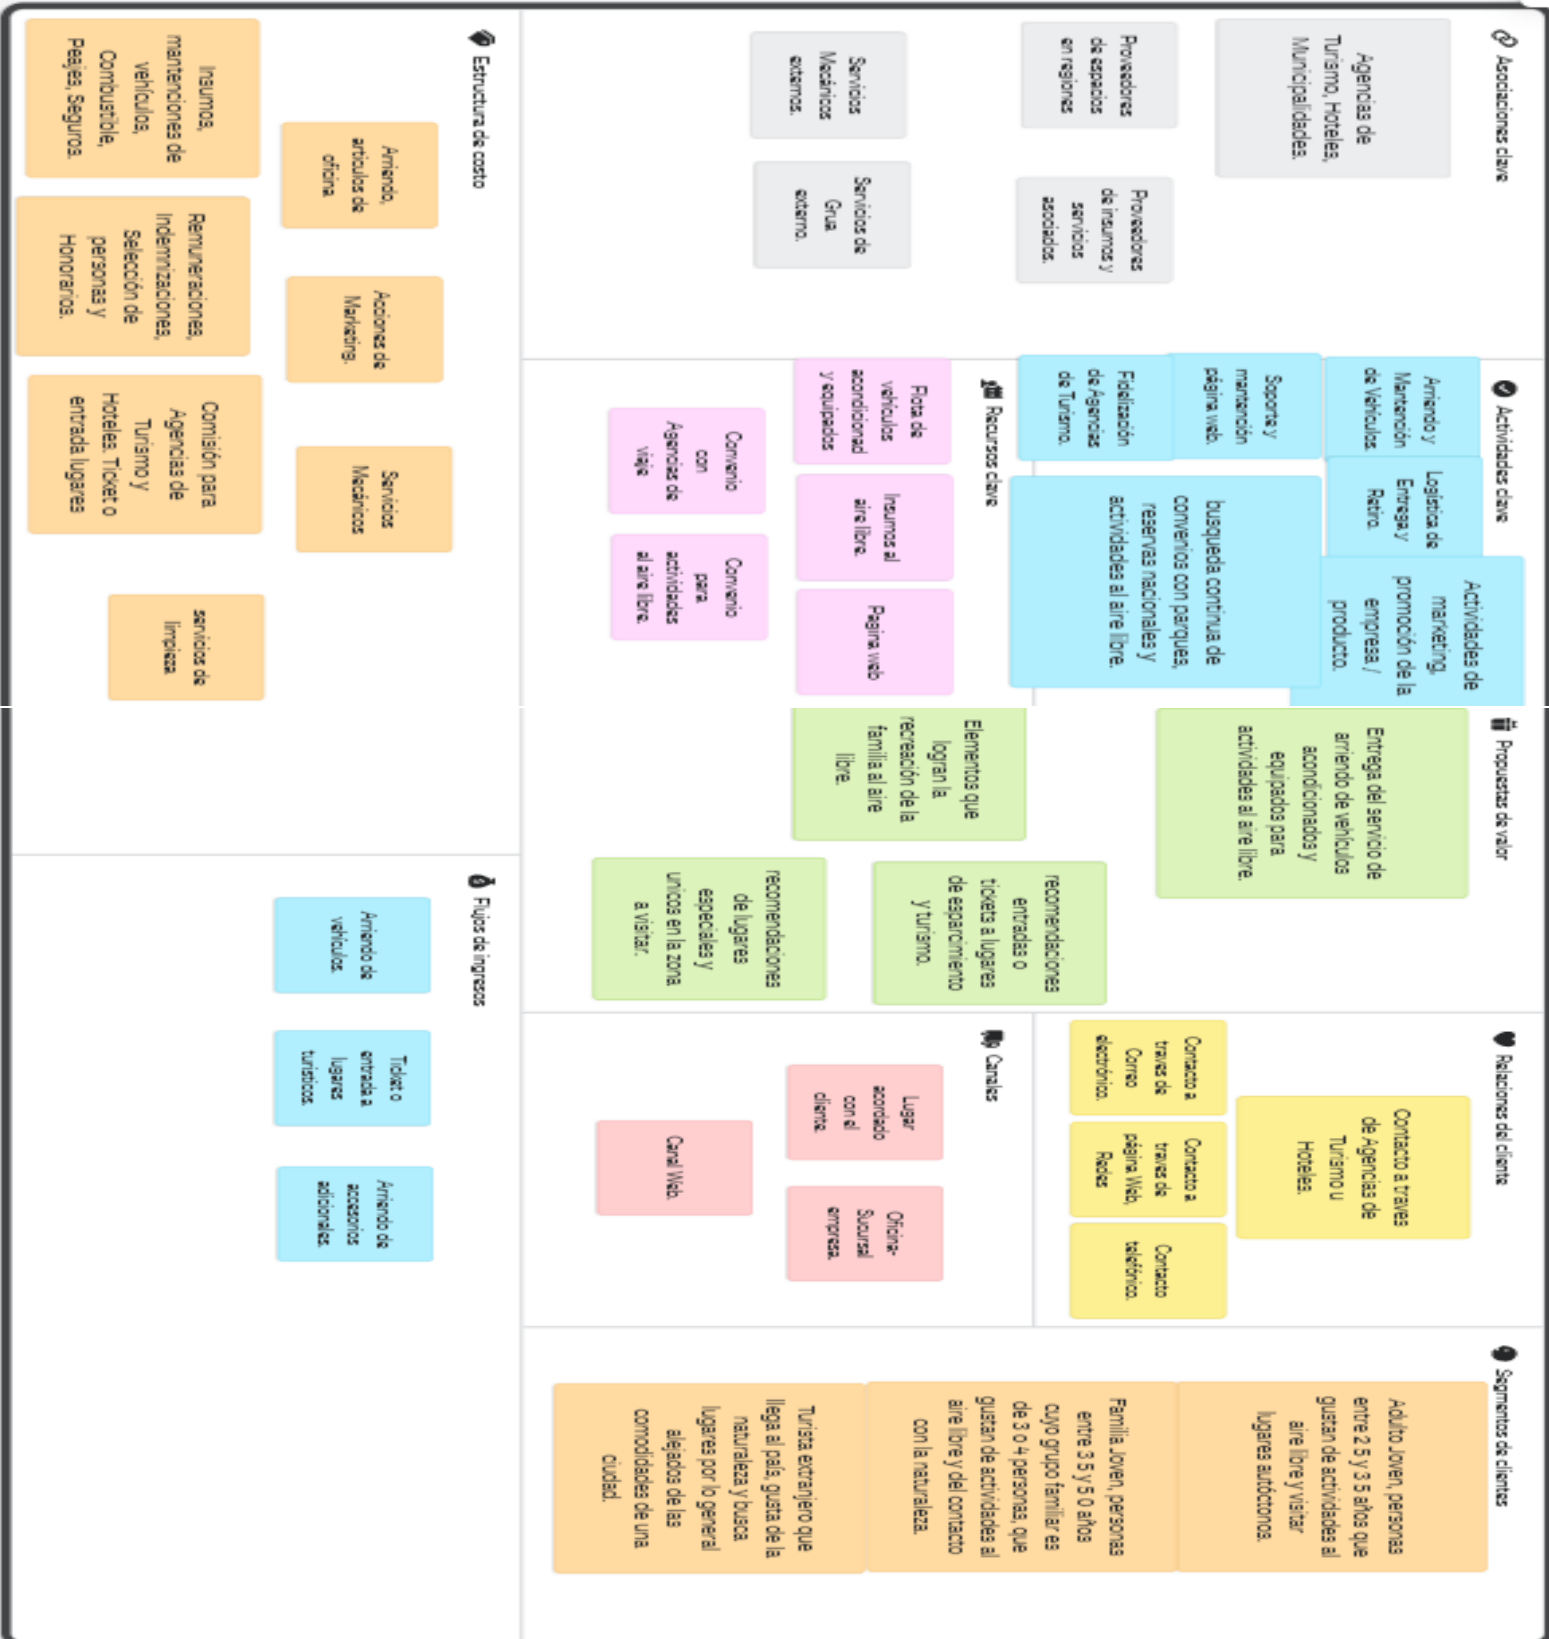 Asociaciones clave
Agencias de
Turismo, Hoteles,
Municipalidades.
Proveedores
de espacios
en regiones
Proveedores
de insumos y
servicios
asociados.
Servicios
Mecánicos
externos.
Servicios de
Grua
externo.
Actividades clave
Arriendo y
Mantención
de Vehículos.
Soporte y
mantención
página web.
Fidelización
de Agencias
de Turismo.
Logística de
Entrega y
Retiro.
Actividades de
marketing,
promoción de la
empresa /
producto.
busqueda continua de
convenios con parques,
reservas nacionales y
actividades al aire libre.
Recursos clave
Flota de
vehículos
acondicionad
y equipados
Insumos al
aire libre.
Pagina web
Convenio
con
Agencias de
viaje
Convenio
para
actividades
al aire libre.
Propuestas de valor
Entrega del servicio de
arriendo de vehículos
acondicionados y
equipados para
actividades al aire libre.
Elementos que
logran la
recreación de la
familia al aire
libre.
recomendaciones
entradas o
tickets a lugares
de esparcimiento
y turismo.
recomendaciones
de lugares
especiales y
unicos en la zona
a visitar.
Relaciones del cliente
Contacto a traves
de Agencias de
Turismo u
Hoteles.
Contacto a
traves de
Correo
electrónico.
Contacto a
traves de
página Web,
Redes
Contacto
telefónico.
Canales
Lugar
acordado
con el
cliente.
Oficina-
Sucursal
empresa.
Canal Web.
Segmentos de clientes
Adulto Joven, personas
entre 2 5 y 3 5 años que
gustan de actividades al
aire libre y visitar
lugares autóctonos.
Familia Joven, personas
entre 3 5 y 5 0 años
cuyo grupo familiar es
de 3 o 4 personas, que
gustan de actividades al
aire libre y del contacto
con la naturaleza.
Turista extranjero que
llega al país, gusta de la
naturaleza y busca
lugares por lo general
alejados de las
comodidades de una
ciudad.
Estructura de costo
Insumos,
mantenciones de
vehículos,
Combustible,
Peajes, Seguros.
Arriendo,
articulos de
oficina
Remuneraciones,
Indemnizaciones,
Selección de
personas y
Honorarios.
Acciones de
Marketing.
Comisión para
Agencias de
Turismo y
Hoteles. Ticket o
entrada lugares
Servicios
Mecánicos
servicios de
limpieza
Flujos de ingresos
Arriendo de
vehículos.
Ticket o
entrada a
lugares
turisticos.
Arriendo de
accesorios
adicionales.